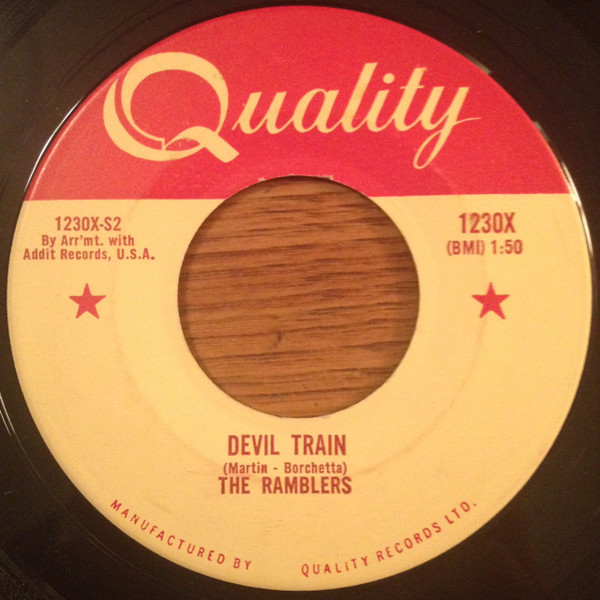 Quality
1230X-S2
By Arr'mt. with
Addit Records, U.S.A.
1230X
(BMI) 1:50
DEVIL TRAIN
(Martin - Borchetta)
THE RAMBLERS
MANUFACTURED BY QUALITY RECORDS LTD.